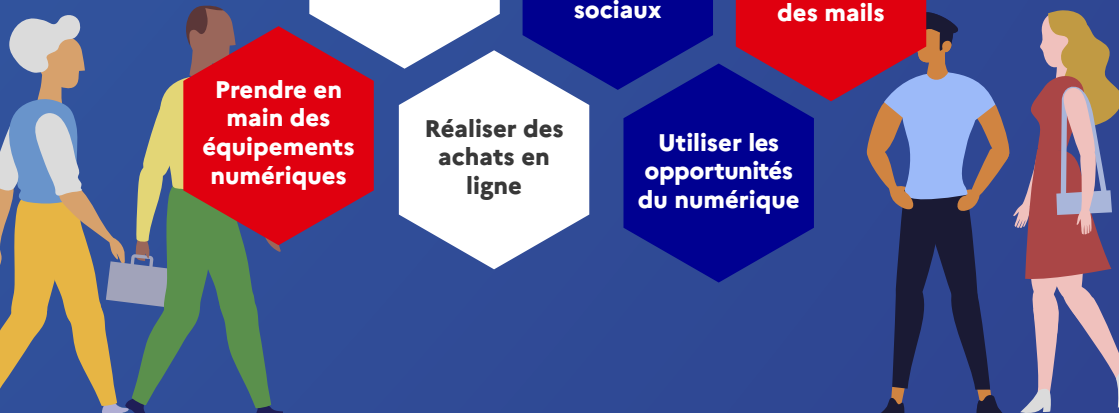 sociaux
des mails
Prendre en
main des
équipements
numériques
Réaliser des
achats en
ligne
Utiliser les
opportunités
du numérique